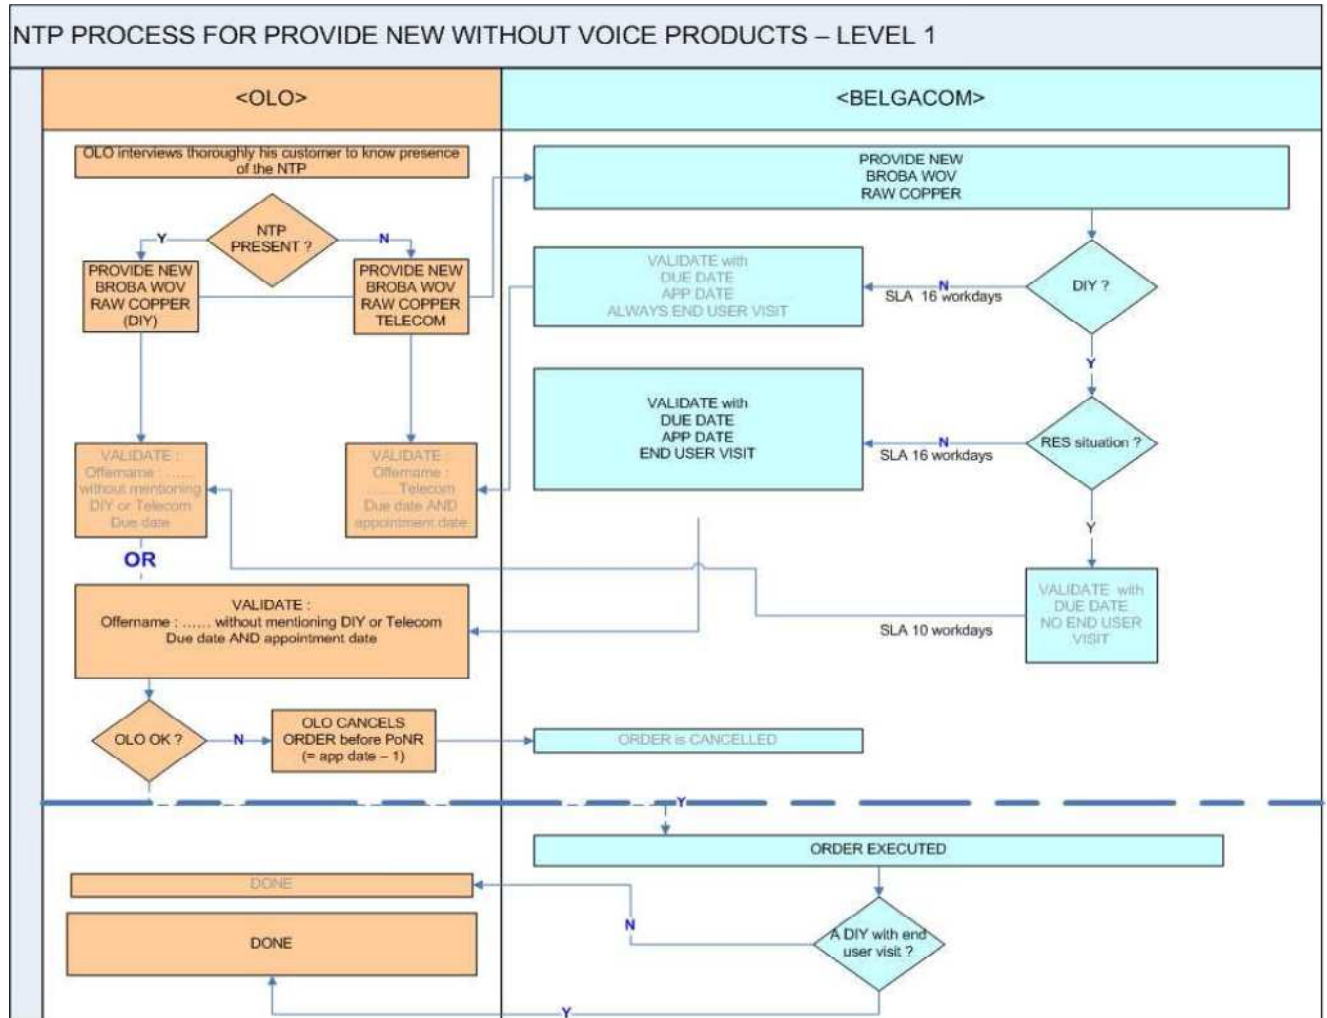 NTP PROCESS FOR PROVIDE NEW WITHOUT VOICE PRODUCTS – LEVEL 1
<OLO>
<BELGACOM>
OLO interviews thoroughly his customer to know presence
of the NTP
NTP
PRESENT ?
Y
N
PROVIDE NEW
BROBA WOV
RAW COPPER
(DIY)
PROVIDE NEW
BROBA WOV
RAW COPPER
TELECOM
PROVIDE NEW
BROBA WOV
RAW COPPER
DIY ?
N
SLA 16 workdays
VALIDATE with
DUE DATE
APP DATE
ALWAYS END USER VISIT
Y
RES situation ?
N
SLA 16 workdays
VALIDATE with
DUE DATE
APP DATE
END USER VISIT
Y
VALIDATE with
DUE DATE
NO END USER
VISIT
SLA 10 workdays
VALIDATE :
Offername : ......
without mentioning
DIY or Telecom
Due date
VALIDATE :
Offername :
......Telecom
Due date AND
appointment date
OR
VALIDATE :
Offername : ...... without mentioning DIY or Telecom
Due date AND appointment date
OLO OK ?
N
OLO CANCELS
ORDER before PoNR
(= app date – 1)
ORDER is CANCELLED
Y
ORDER EXECUTED
DONE
N
A DIY with end
user visit ?
DONE
Y